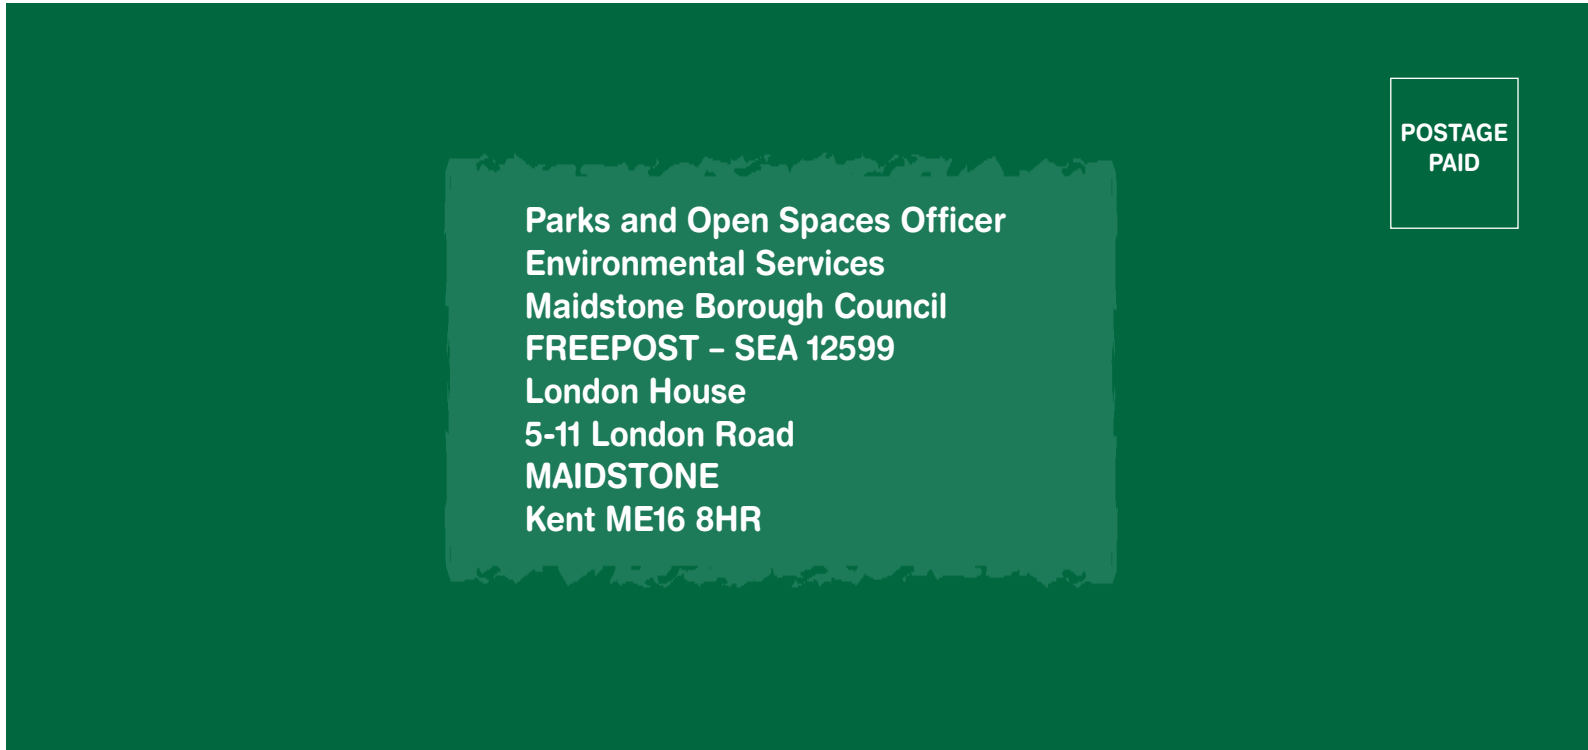 POSTAGE
PAID
Parks and Open Spaces Officer
Environmental Services
Maidstone Borough Council
FREEPOST – SEA 12599
London House
5-11 London Road
MAIDSTONE
Kent ME16 8HR